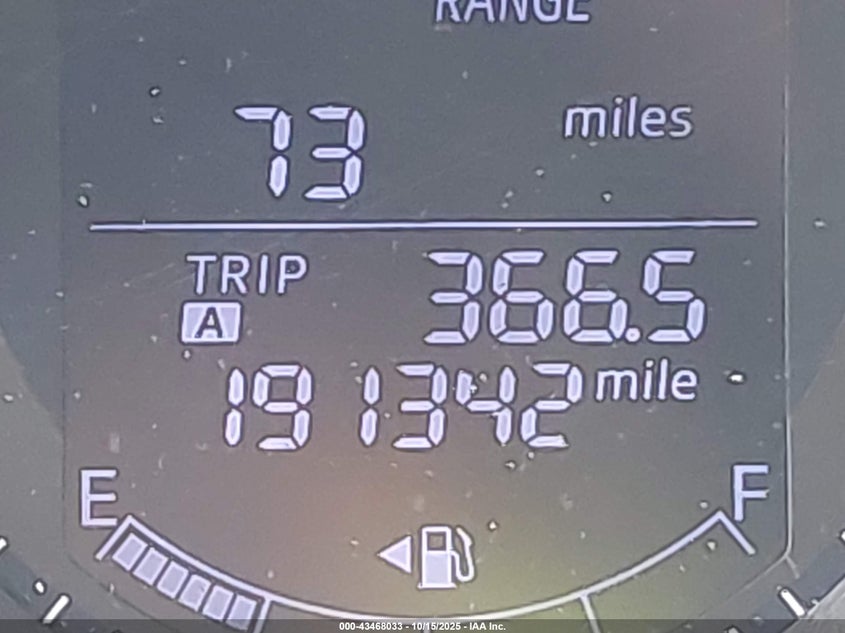 RANGE
73 miles
TRIP A 366.5
191342 mile
E F
000-43468033 - 10/15/2025 - IAA Inc.